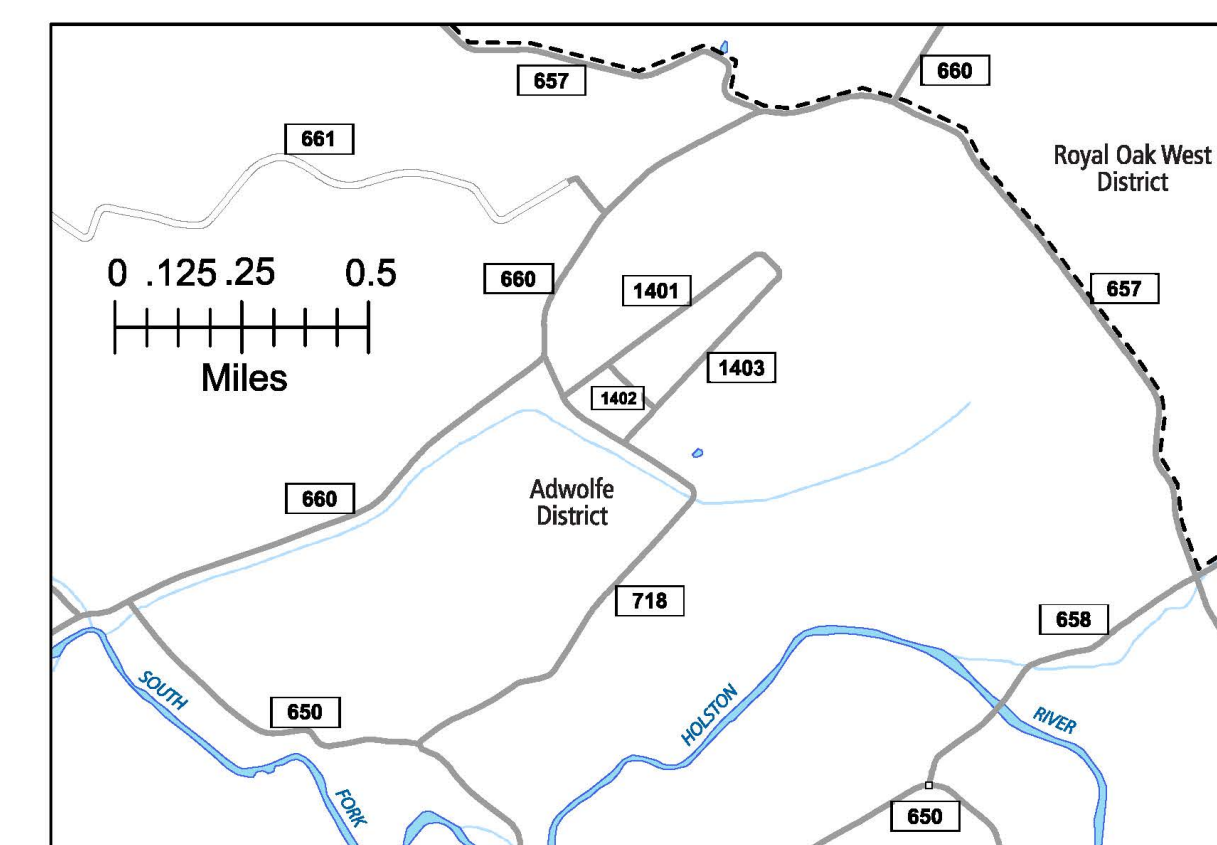 660
657
661
Royal Oak West
District
0 .125 .25 0.5
Miles
660
1401
657
1403
1402
660
Adwolfe
District
718
658
SOUTH
650
HOLSTON
RIVER
FORK
650